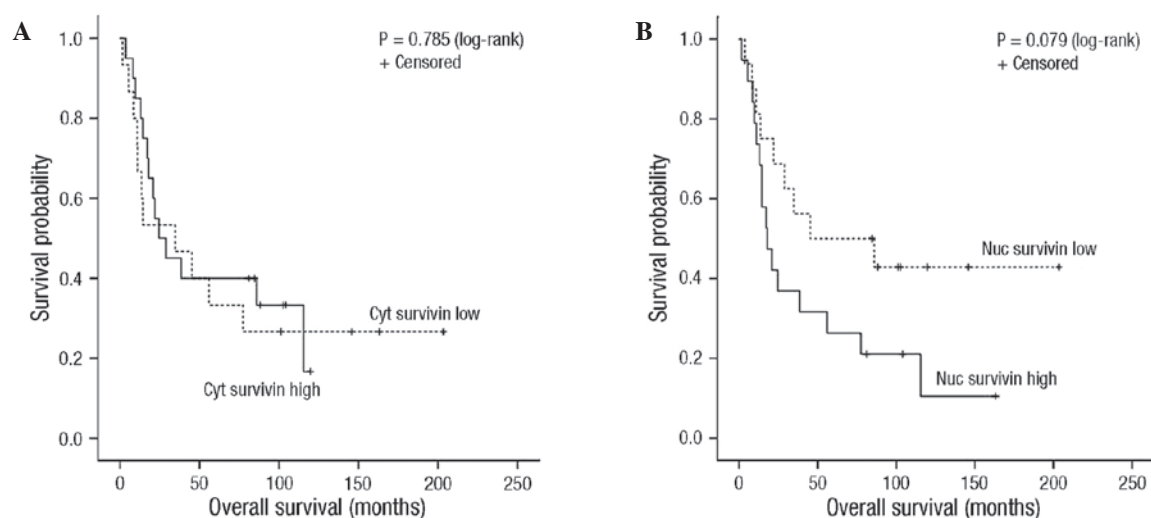 A
P = 0.785 (log-rank)
+ Censored
Survival probability
1.0
0.8
0.6
0.4
0.2
0.0
Cyt survivin low
Cyt survivin high
0 50 100 150 200 250
Overall survival (months)
B
P = 0.079 (log-rank)
+ Censored
Survival probability
1.0
0.8
0.6
0.4
0.2
0.0
Nuc survivin low
Nuc survivin high
0 50 100 150 200 250
Overall survival (months)